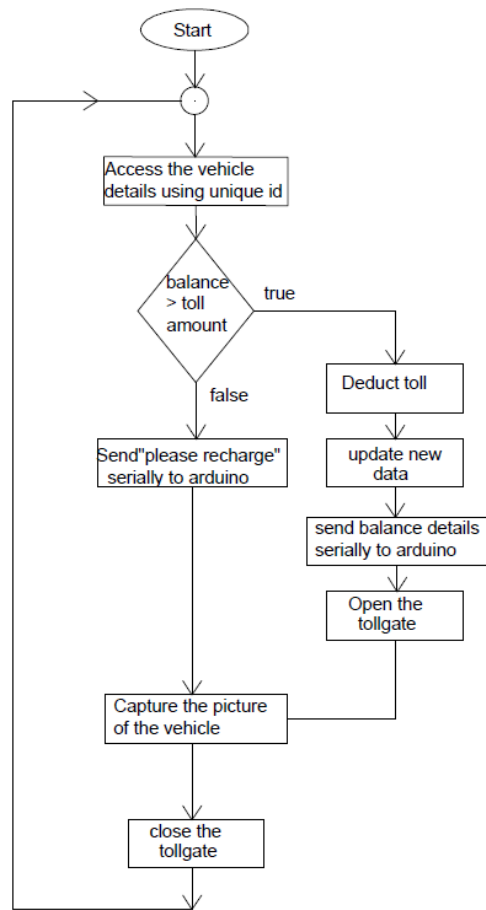 Start
Access the vehicle
details using unique id
balance
> toll
amount
true
false
Deduct toll
Send"please recharge"
serially to arduino
update new
data
send balance details
serially to arduino
Open the
tollgate
Capture the picture
of the vehicle
close the
tollgate